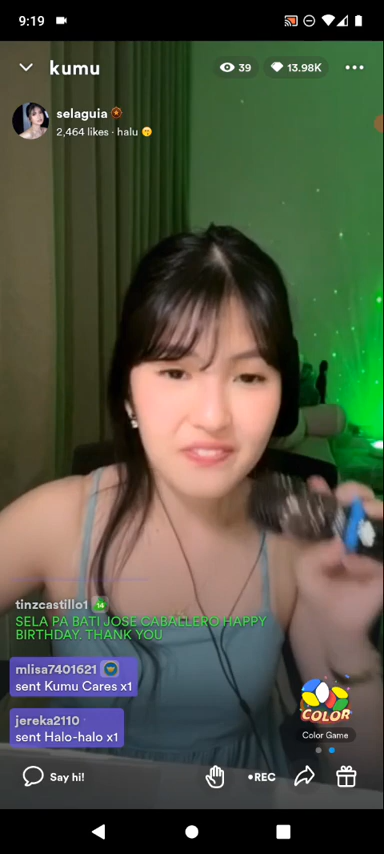 9:19
kumu
39
13.98K
selaguia
2,464 likes · halu
tinzcastillo1 14
SELA PA BATI JOSE CABALLERO HAPPY
BIRTHDAY. THANK YOU
mlisa7401621
sent Kumu Cares x1
jereka2110
sent Halo-halo x1
COLOR
Color Game
Say hi!
•REC